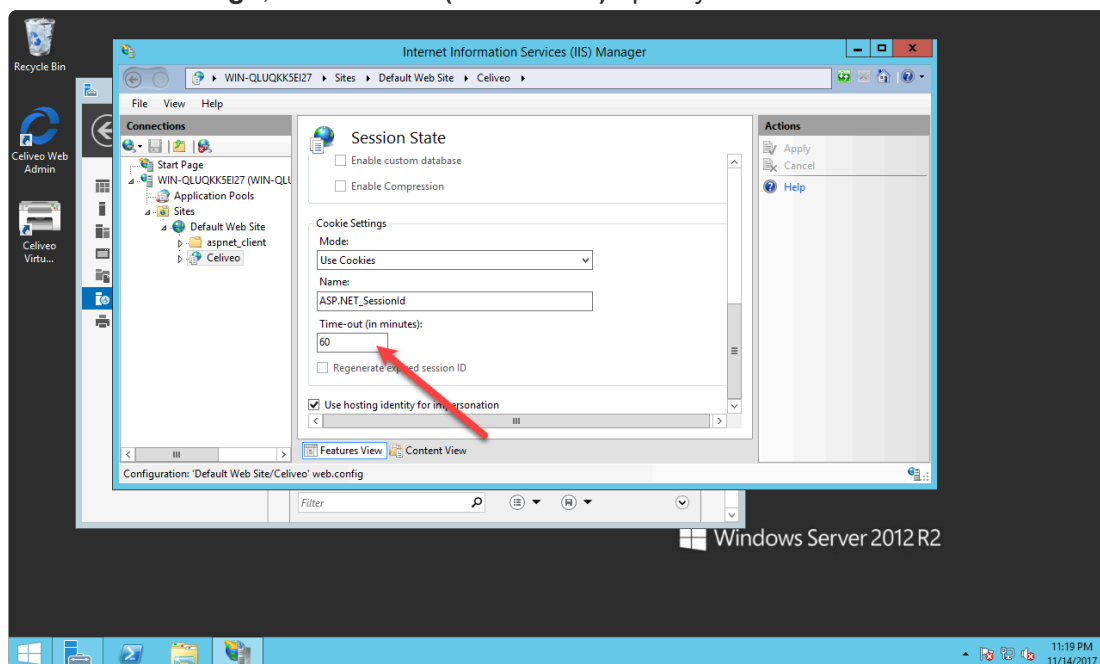 Recycle Bin
Celiveo Web
Admin
Celiveo
Virtu...
Internet Information Services (IIS) Manager
WIN-QLUQKK5EI27 ▸ Sites ▸ Default Web Site ▸ Celiveo ▸
File View Help
Connections
Start Page
WIN-QLUQKK5EI27 (WIN-QLU
Application Pools
Sites
Default Web Site
aspnet_client
Celiveo
Session State
Enable custom database
Enable Compression
Cookie Settings
Mode:
Use Cookies
Name:
ASP.NET_SessionId
Time-out (in minutes):
60
Regenerate expired session ID
Use hosting identity for impersonation
Features View Content View
Actions
Apply
Cancel
Help
Configuration: 'Default Web Site/Celiveo' web.config
Filter
Windows Server 2012 R2
11:19 PM
11/14/2017